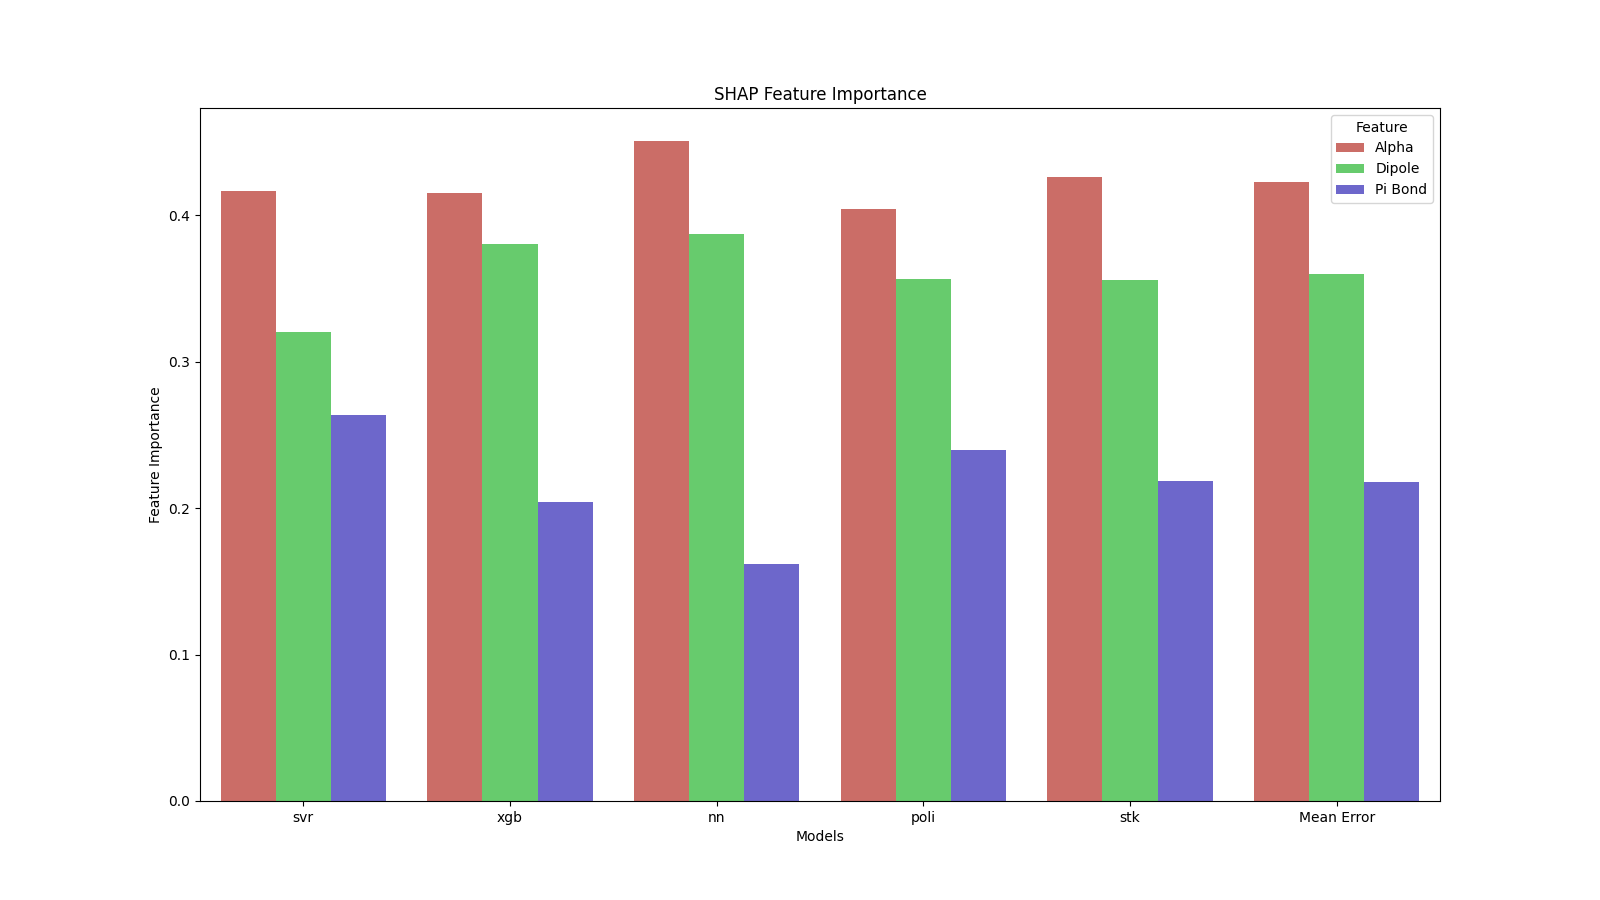 SHAP Feature Importance
Feature
Alpha
Dipole
Pi Bond
Feature Importance
0.4
0.3
0.2
0.1
0.0
svr xgb nn poli stk Mean Error
Models